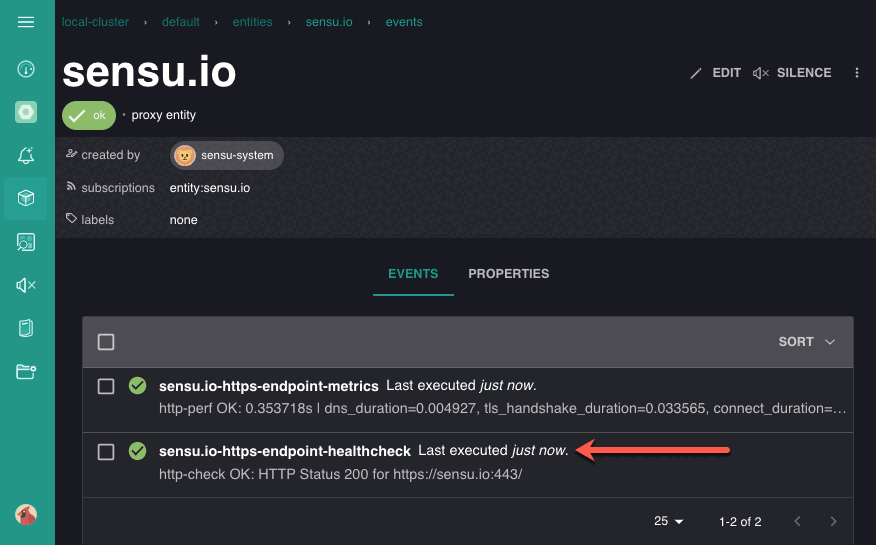 local-cluster › default › entities › sensu.io › events
sensu.io
EDIT SILENCE
ok • proxy entity
created by sensu-system
subscriptions entity:sensu.io
labels none
EVENTS PROPERTIES
SORT
sensu.io-https-endpoint-metrics Last executed just now.
http-perf OK: 0.353718s | dns_duration=0.004927, tls_handshake_duration=0.033565, connect_duration=…
sensu.io-https-endpoint-healthcheck Last executed just now.
http-check OK: HTTP Status 200 for https://sensu.io:443/
25 1-2 of 2